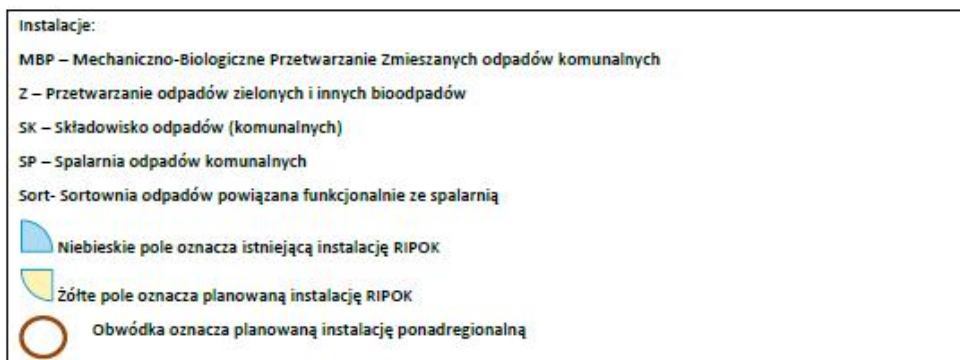 Instalacje:
MBP – Mechaniczno-Biologiczne Przetwarzanie Zmieszanych odpadów komunalnych
Z – Przetwarzanie odpadów zielonych i innych bioodpadów
SK – Składowisko odpadów (komunalnych)
SP – Spalarnia odpadów komunalnych
Sort- Sortownia odpadów powiązana funkcjonalnie ze spalarnią
Niebieskie pole oznacza istniejącą instalację RIPOK
Żółte pole oznacza planowaną instalację RIPOK
Obwódka oznacza planowaną instalację ponadregionalną